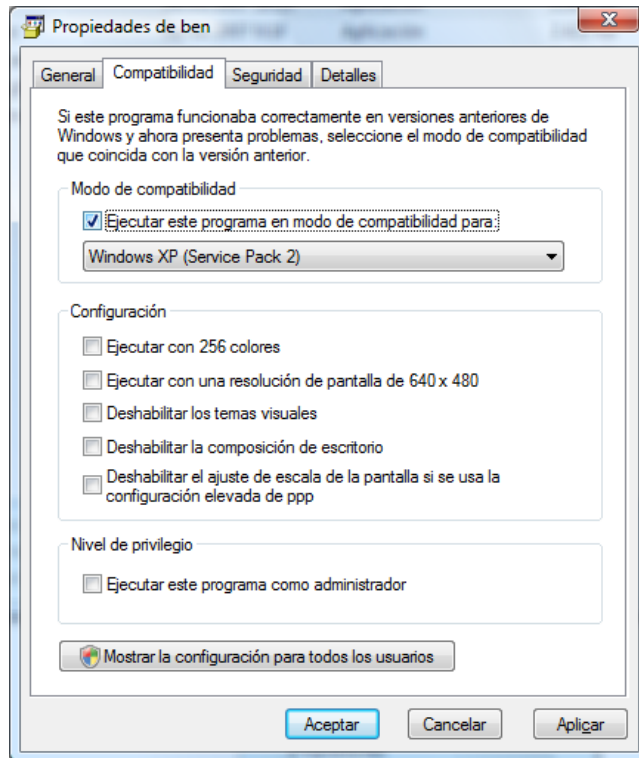 Propiedades de ben
General
Compatibilidad
Seguridad
Detalles
Si este programa funcionaba correctamente en versiones anteriores de
Windows y ahora presenta problemas, seleccione el modo de compatibilidad
que coincida con la versión anterior.
Modo de compatibilidad
Ejecutar este programa en modo de compatibilidad para:
Windows XP (Service Pack 2)
Configuración
Ejecutar con 256 colores
Ejecutar con una resolución de pantalla de 640 x 480
Deshabilitar los temas visuales
Deshabilitar la composición de escritorio
Deshabilitar el ajuste de escala de la pantalla si se usa la
configuración elevada de ppp
Nivel de privilegio
Ejecutar este programa como administrador
Mostrar la configuración para todos los usuarios
Aceptar
Cancelar
Aplicar